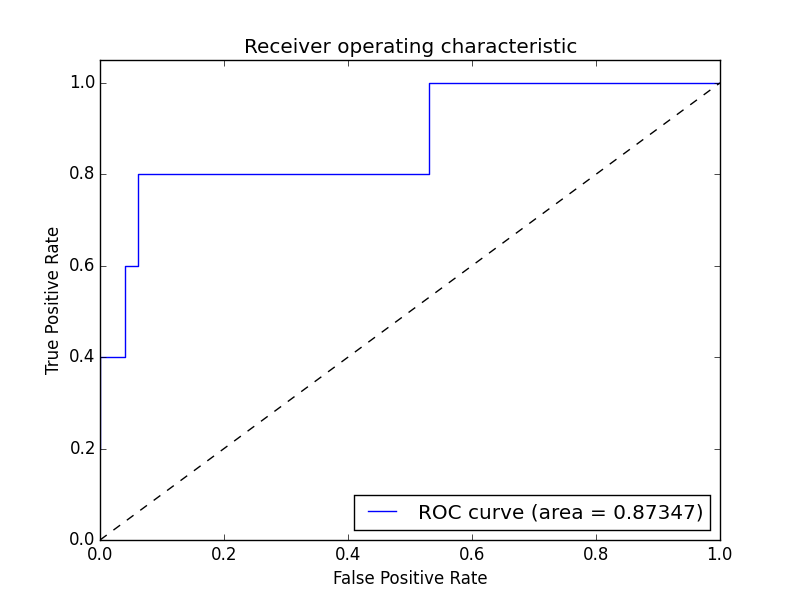 Receiver operating characteristic
1.0
0.8
0.6
0.4
0.2
0.0
True Positive Rate
ROC curve (area = 0.87347)
0.0 0.2 0.4 0.6 0.8 1.0
False Positive Rate